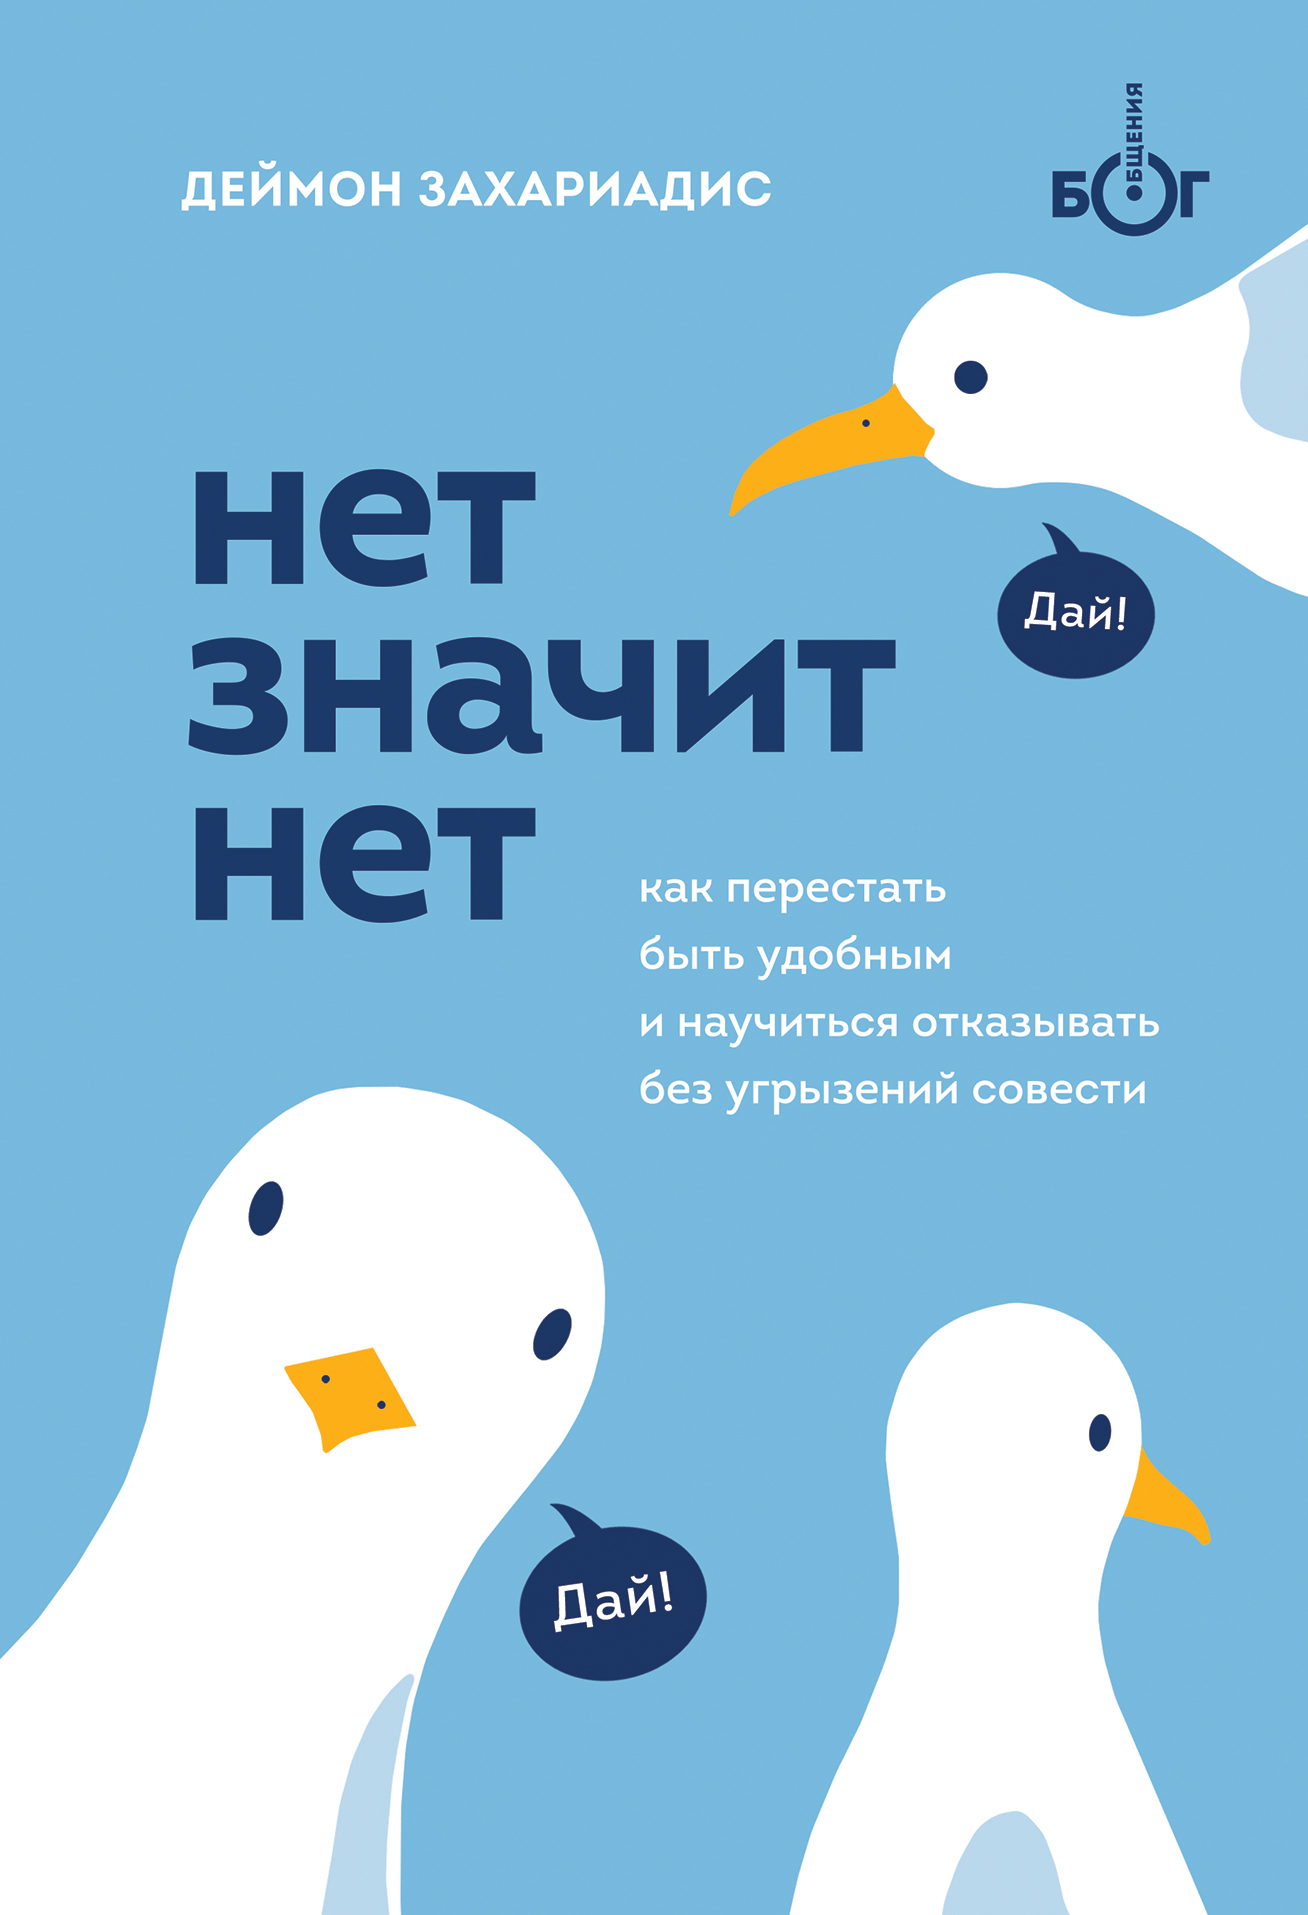 ДЕЙМОН ЗАХАРИАДИС
БОГ
ОБЩЕНИЯ
нет
значит
нет
Дай!
как перестать
быть удобным
и научиться отказывать
без угрызений совести
Дай!